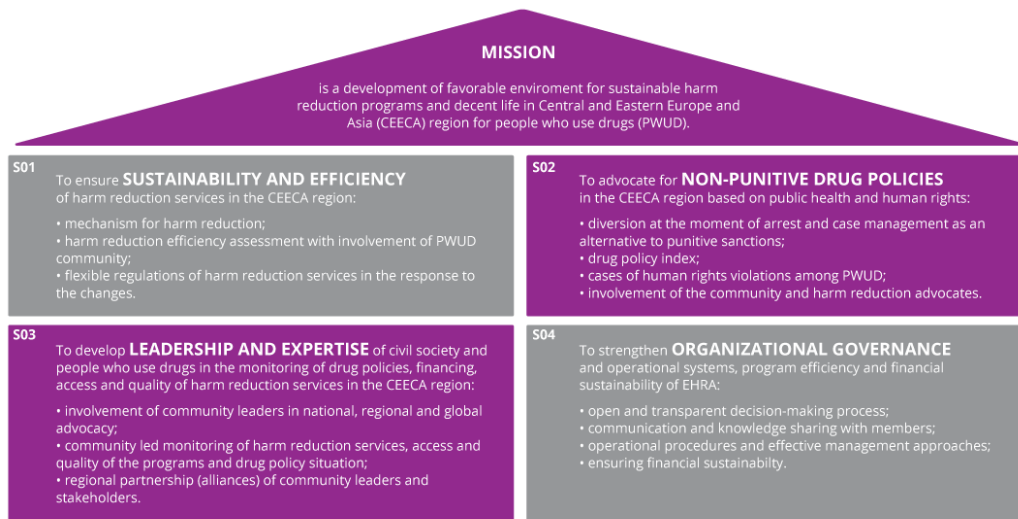 MISSION
is a development of favorable enviroment for sustainable harm
reduction programs and decent life in Central and Eastern Europe and
Asia (CEECA) region for people who use drugs (PWUD).
S01
To ensure SUSTAINABILITY AND EFFICIENCY
of harm reduction services in the CEECA region:
• mechanism for harm reduction;
• harm reduction efficiency assessment with involvement of PWUD
community;
• flexible regulations of harm reduction services in the response to
the changes.
S02
To advocate for NON-PUNITIVE DRUG POLICIES
in the CEECA region based on public health and human rights:
• diversion at the moment of arrest and case management as an
alternative to punitive sanctions;
• drug policy index;
• cases of human rights violations among PWUD;
• involvement of the community and harm reduction advocates.
S03
To develop LEADERSHIP AND EXPERTISE of civil society and
people who use drugs in the monitoring of drug policies, financing,
access and quality of harm reduction services in the CEECA region:
• involvement of community leaders in national, regional and global
advocacy;
• community led monitoring of harm reduction services, access and
quality of the programs and drug policy situation;
• regional partnership (alliances) of community leaders and
stakeholders.
S04
To strengthen ORGANIZATIONAL GOVERNANCE
and operational systems, program efficiency and financial
sustainability of EHRA:
• open and transparent decision-making process;
• communication and knowledge sharing with members;
• operational procedures and effective management approaches;
• ensuring financial sustainabilty.